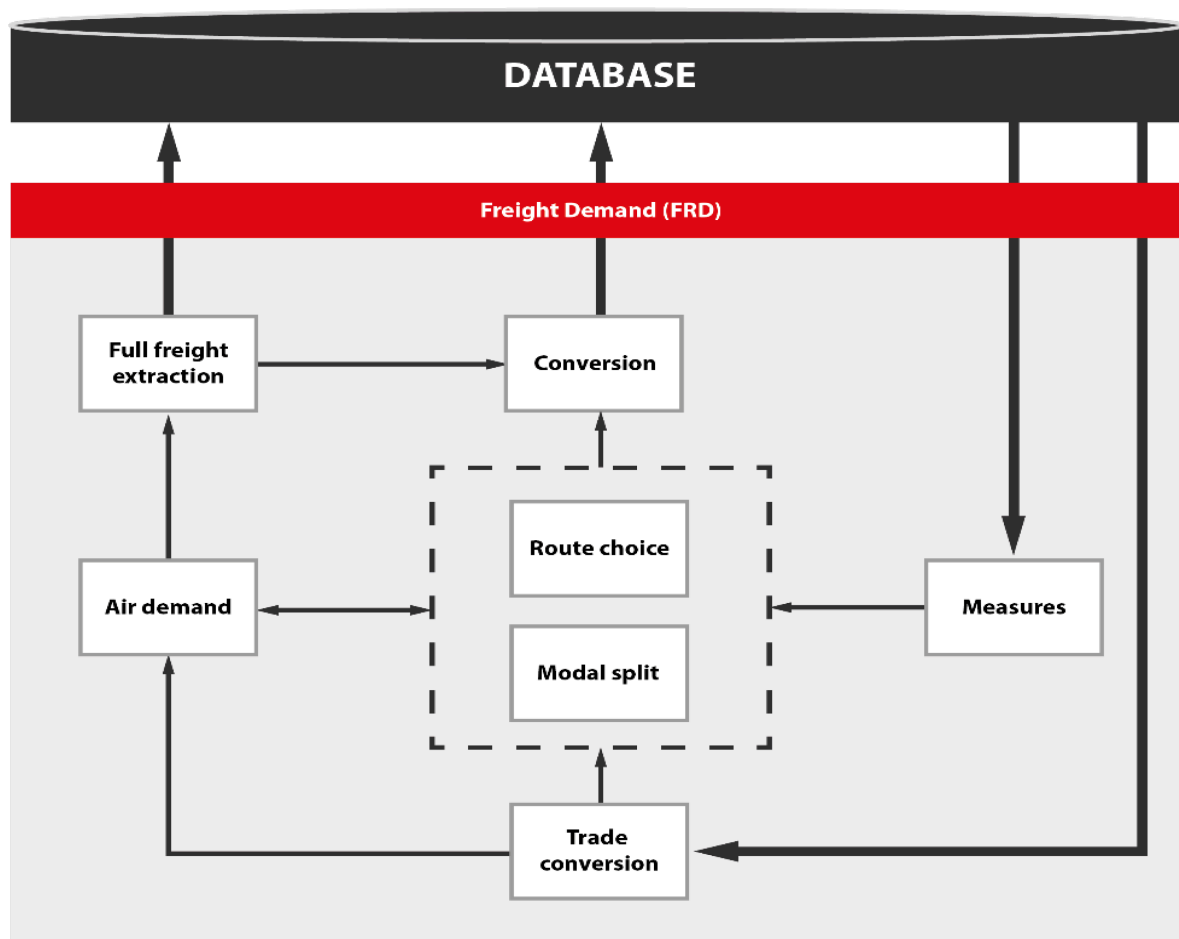 DATABASE
Freight Demand (FRD)
Full freight
extraction
Conversion
Route choice
Air demand
Measures
Modal split
Trade
conversion